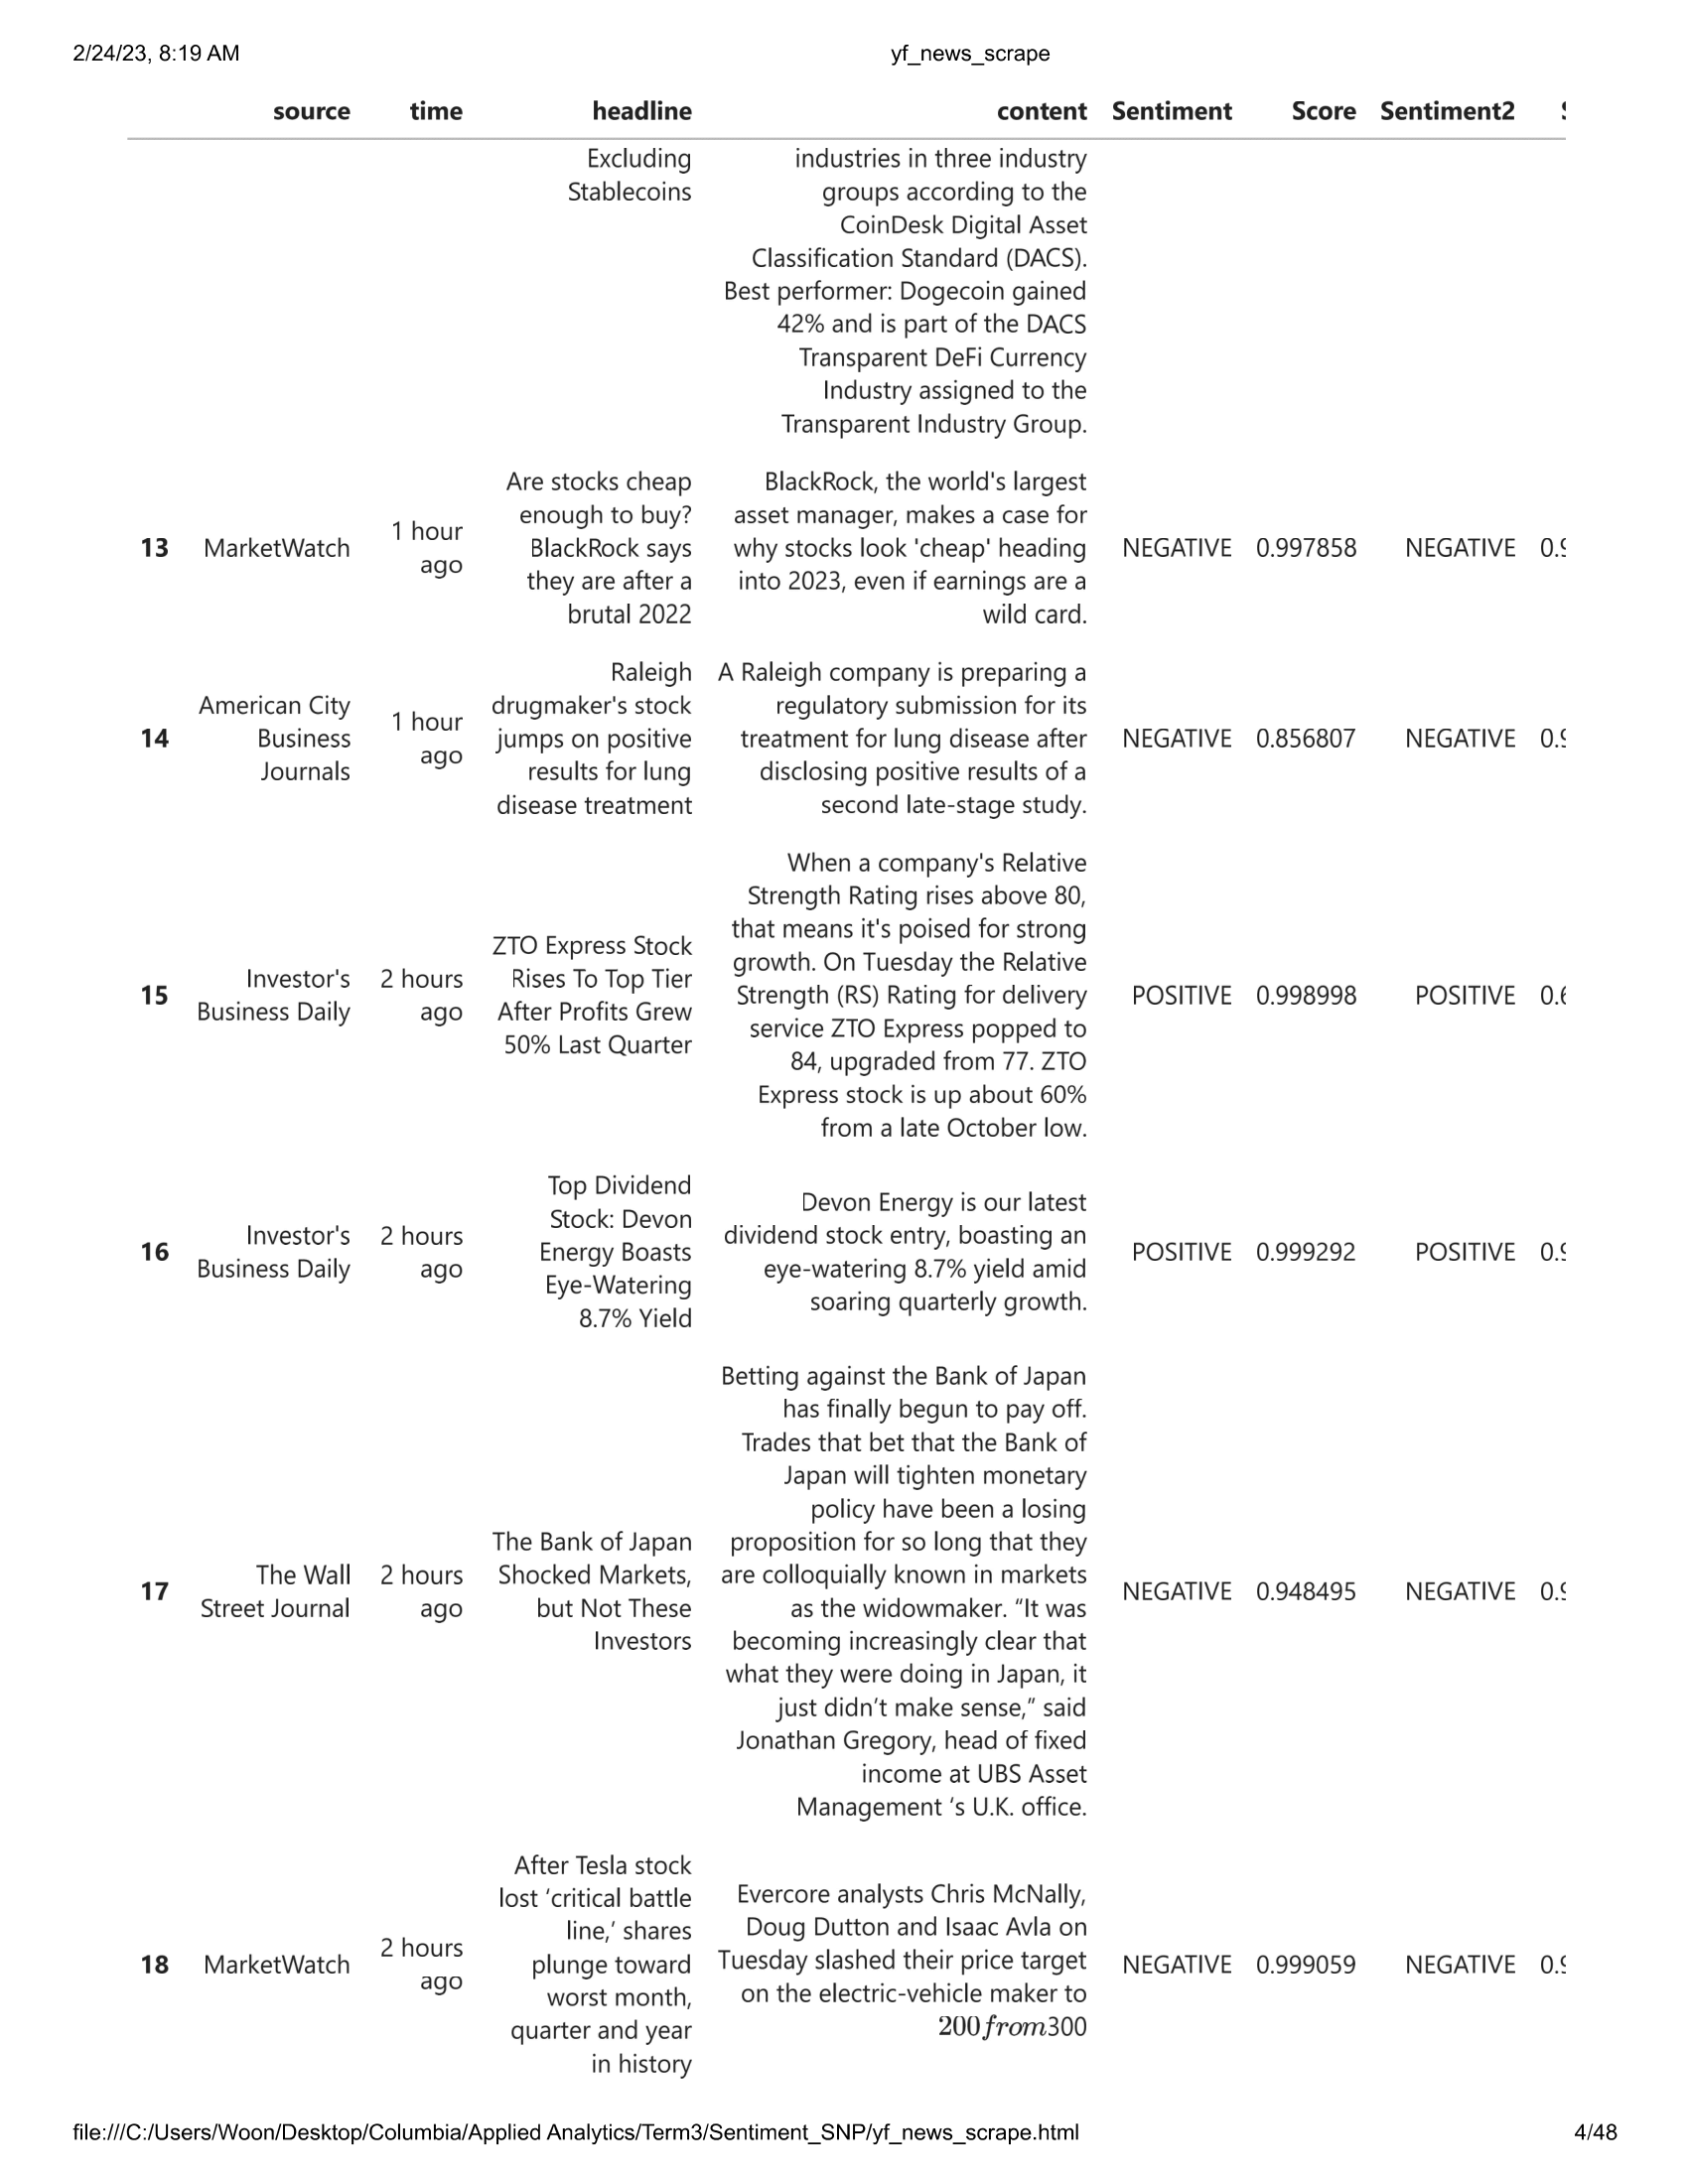 2/24/23, 8:19 AM yf_news_scrape
source time headline content Sentiment Score Sentiment2
Excluding
Stablecoins
industries in three industry
groups according to the
CoinDesk Digital Asset
Classification Standard (DACS).
Best performer: Dogecoin gained
42% and is part of the DACS
Transparent DeFi Currency
Industry assigned to the
Transparent Industry Group.
13
MarketWatch
1 hour
ago
Are stocks cheap
enough to buy?
BlackRock says
they are after a
brutal 2022
BlackRock, the world's largest
asset manager, makes a case for
why stocks look 'cheap' heading
into 2023, even if earnings are a
wild card.
NEGATIVE 0.997858 NEGATIVE 0.9
14
American City
Business
Journals
1 hour
ago
Raleigh
drugmaker's stock
jumps on positive
results for lung
disease treatment
A Raleigh company is preparing a
regulatory submission for its
treatment for lung disease after
disclosing positive results of a
second late-stage study.
NEGATIVE 0.856807 NEGATIVE 0.9
15
Investor's
Business Daily
2 hours
ago
ZTO Express Stock
Rises To Top Tier
After Profits Grew
50% Last Quarter
When a company's Relative
Strength Rating rises above 80,
that means it's poised for strong
growth. On Tuesday the Relative
Strength (RS) Rating for delivery
service ZTO Express popped to
84, upgraded from 77. ZTO
Express stock is up about 60%
from a late October low.
POSITIVE 0.998998 POSITIVE 0.6
16
Investor's
Business Daily
2 hours
ago
Top Dividend
Stock: Devon
Energy Boasts
Eye-Watering
8.7% Yield
Devon Energy is our latest
dividend stock entry, boasting an
eye-watering 8.7% yield amid
soaring quarterly growth.
POSITIVE 0.999292 POSITIVE 0.9
17
The Wall
Street Journal
2 hours
ago
The Bank of Japan
Shocked Markets,
but Not These
Investors
Betting against the Bank of Japan
has finally begun to pay off.
Trades that bet that the Bank of
Japan will tighten monetary
policy have been a losing
proposition for so long that they
are colloquially known in markets
as the widowmaker. “It was
becoming increasingly clear that
what they were doing in Japan, it
just didn’t make sense,” said
Jonathan Gregory, head of fixed
income at UBS Asset
Management ‘s U.K. office.
NEGATIVE 0.948495 NEGATIVE 0.9
18
MarketWatch
2 hours
ago
After Tesla stock
lost ‘critical battle
line,’ shares
plunge toward
worst month,
quarter and year
in history
Evercore analysts Chris McNally,
Doug Dutton and Isaac Avla on
Tuesday slashed their price target
on the electric-vehicle maker to
200from300
NEGATIVE 0.999059 NEGATIVE 0.9
file:///C:/Users/Woon/Desktop/Columbia/Applied Analytics/Term3/Sentiment_SNP/yf_news_scrape.html 4/48